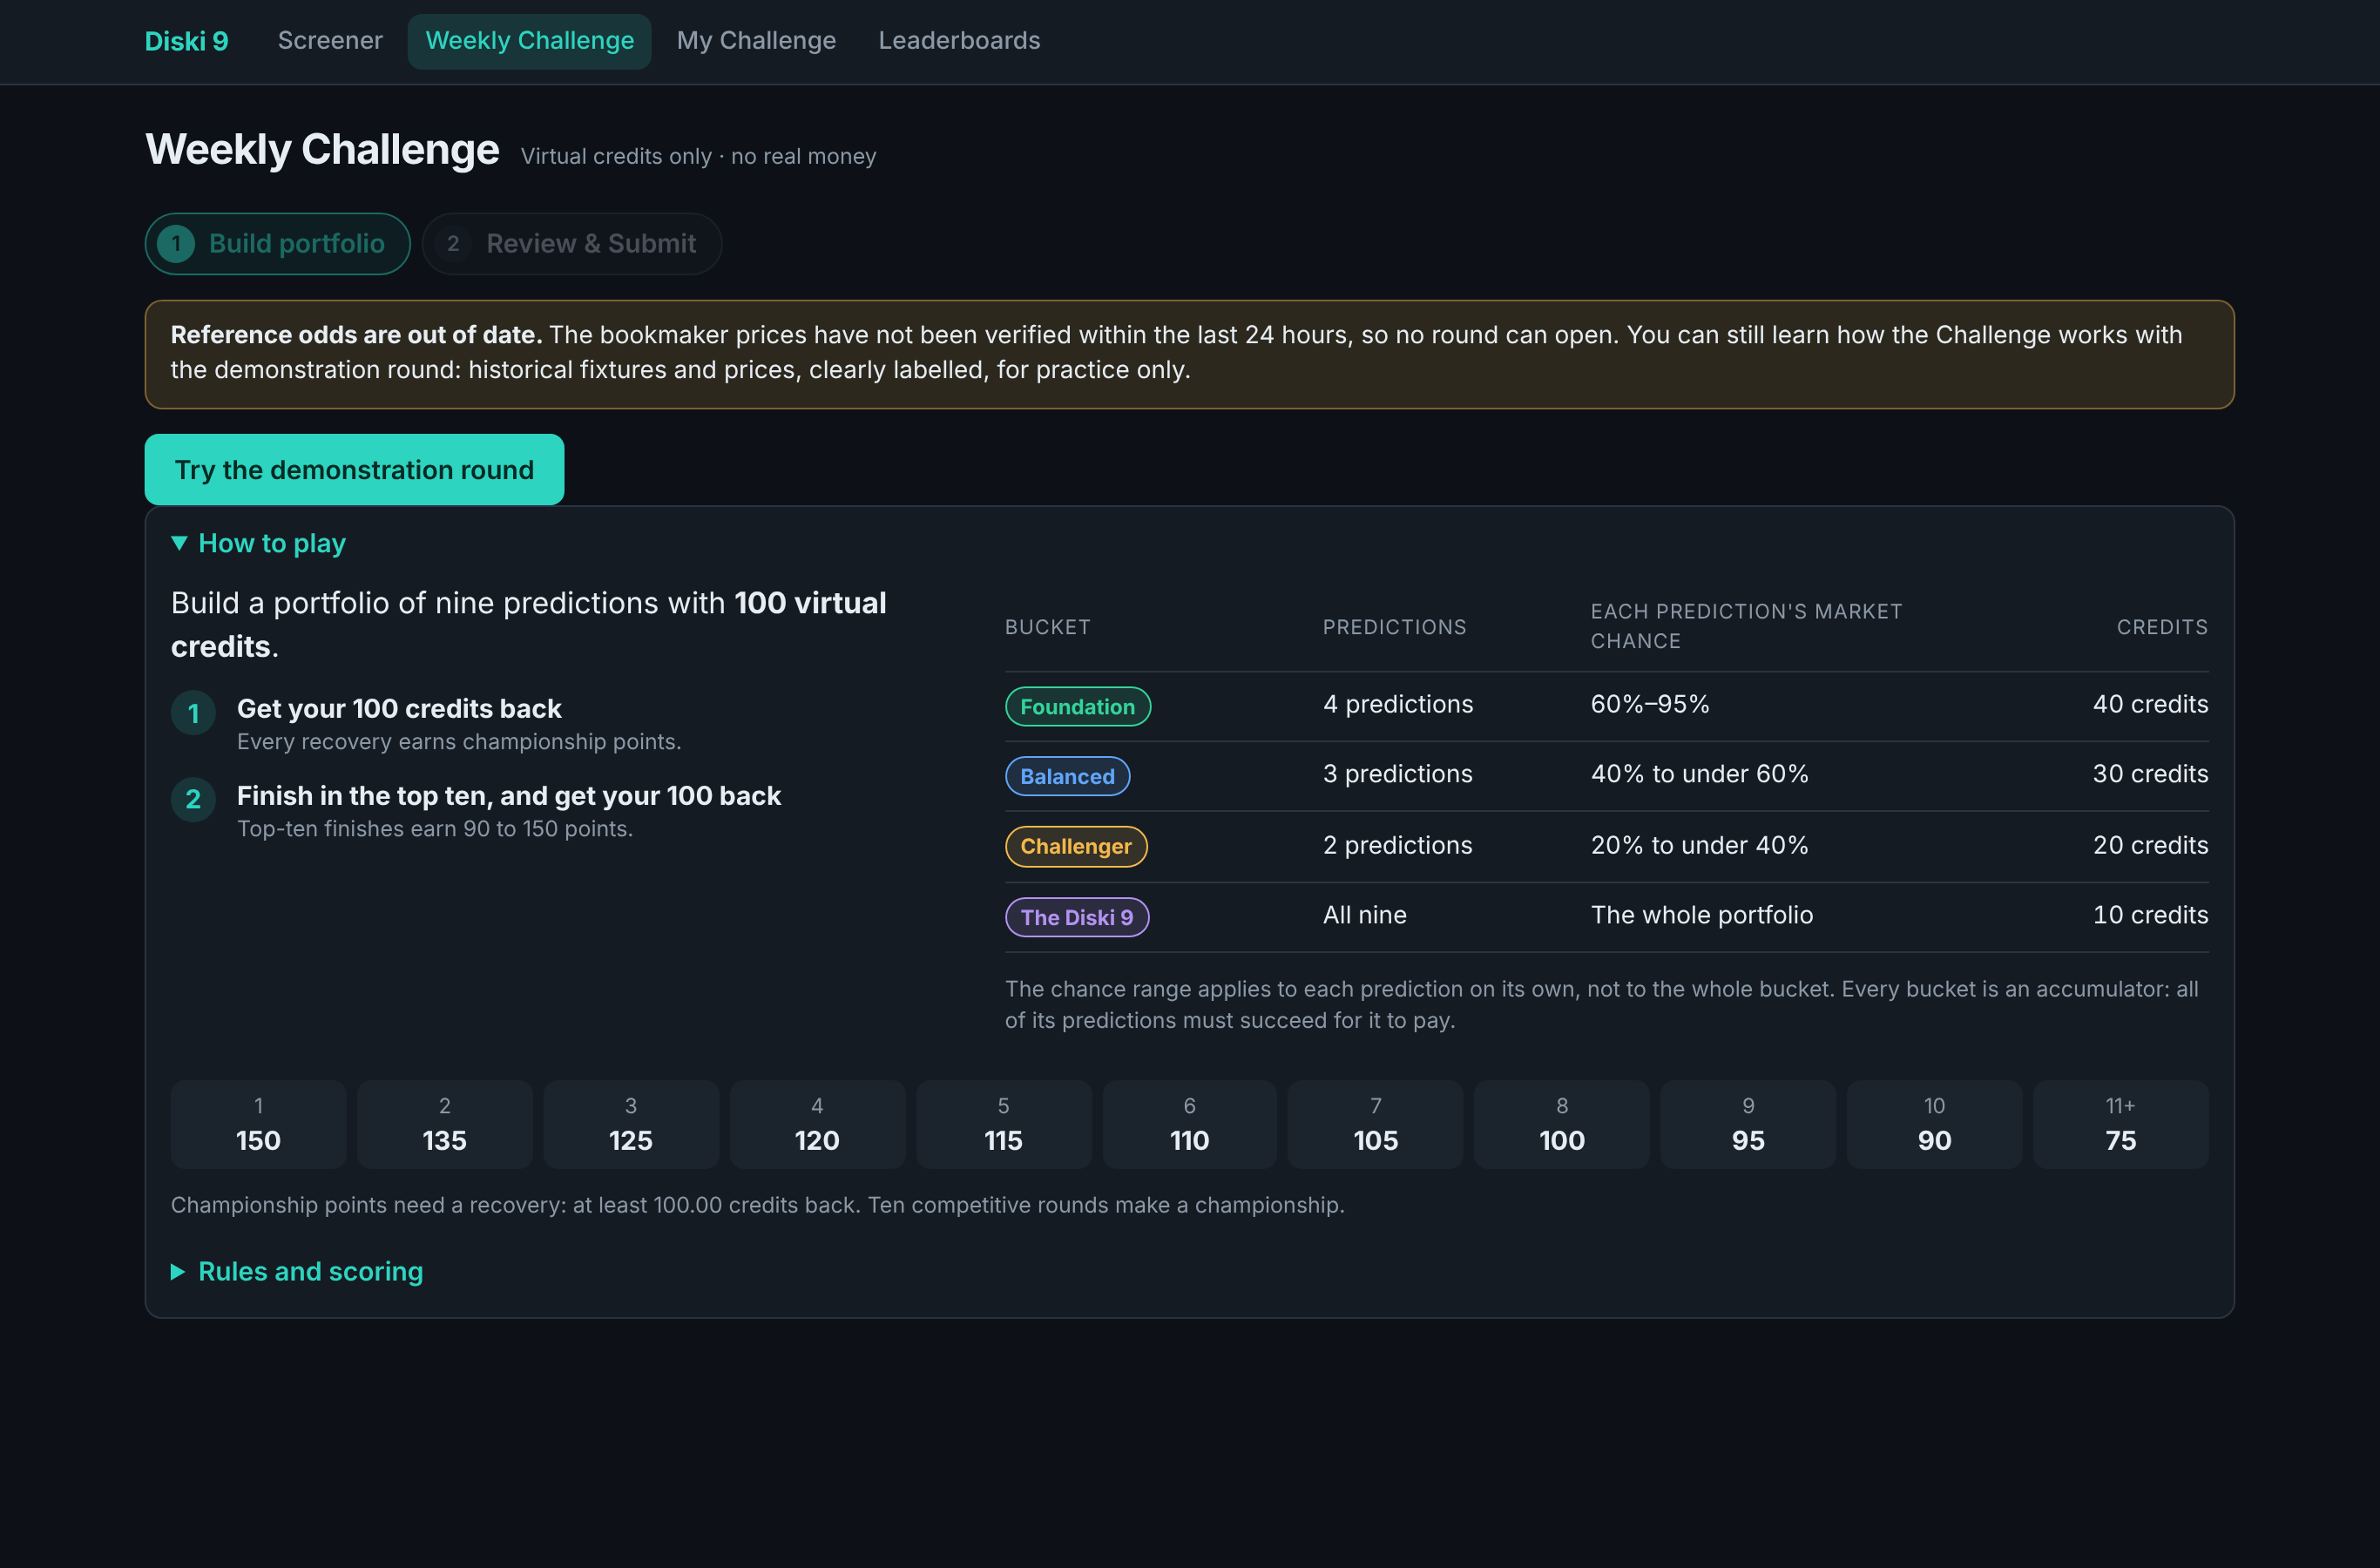 Diski 9 Screener Weekly Challenge My Challenge Leaderboards
Weekly Challenge Virtual credits only · no real money
1 Build portfolio 2 Review & Submit
Reference odds are out of date. The bookmaker prices have not been verified within the last 24 hours, so no round can open. You can still learn how the Challenge works with
the demonstration round: historical fixtures and prices, clearly labelled, for practice only.
Try the demonstration round
▼ How to play
Build a portfolio of nine predictions with 100 virtual
credits.
1 Get your 100 credits back
Every recovery earns championship points.
2 Finish in the top ten, and get your 100 back
Top-ten finishes earn 90 to 150 points.
BUCKET PREDICTIONS EACH PREDICTION'S MARKET CHANCE CREDITS
Foundation 4 predictions 60%–95% 40 credits
Balanced 3 predictions 40% to under 60% 30 credits
Challenger 2 predictions 20% to under 40% 20 credits
The Diski 9 All nine The whole portfolio 10 credits
The chance range applies to each prediction on its own, not to the whole bucket. Every bucket is an accumulator: all
of its predictions must succeed for it to pay.
1 2 3 4 5 6 7 8 9 10 11+
150 135 125 120 115 110 105 100 95 90 75
Championship points need a recovery: at least 100.00 credits back. Ten competitive rounds make a championship.
▶ Rules and scoring